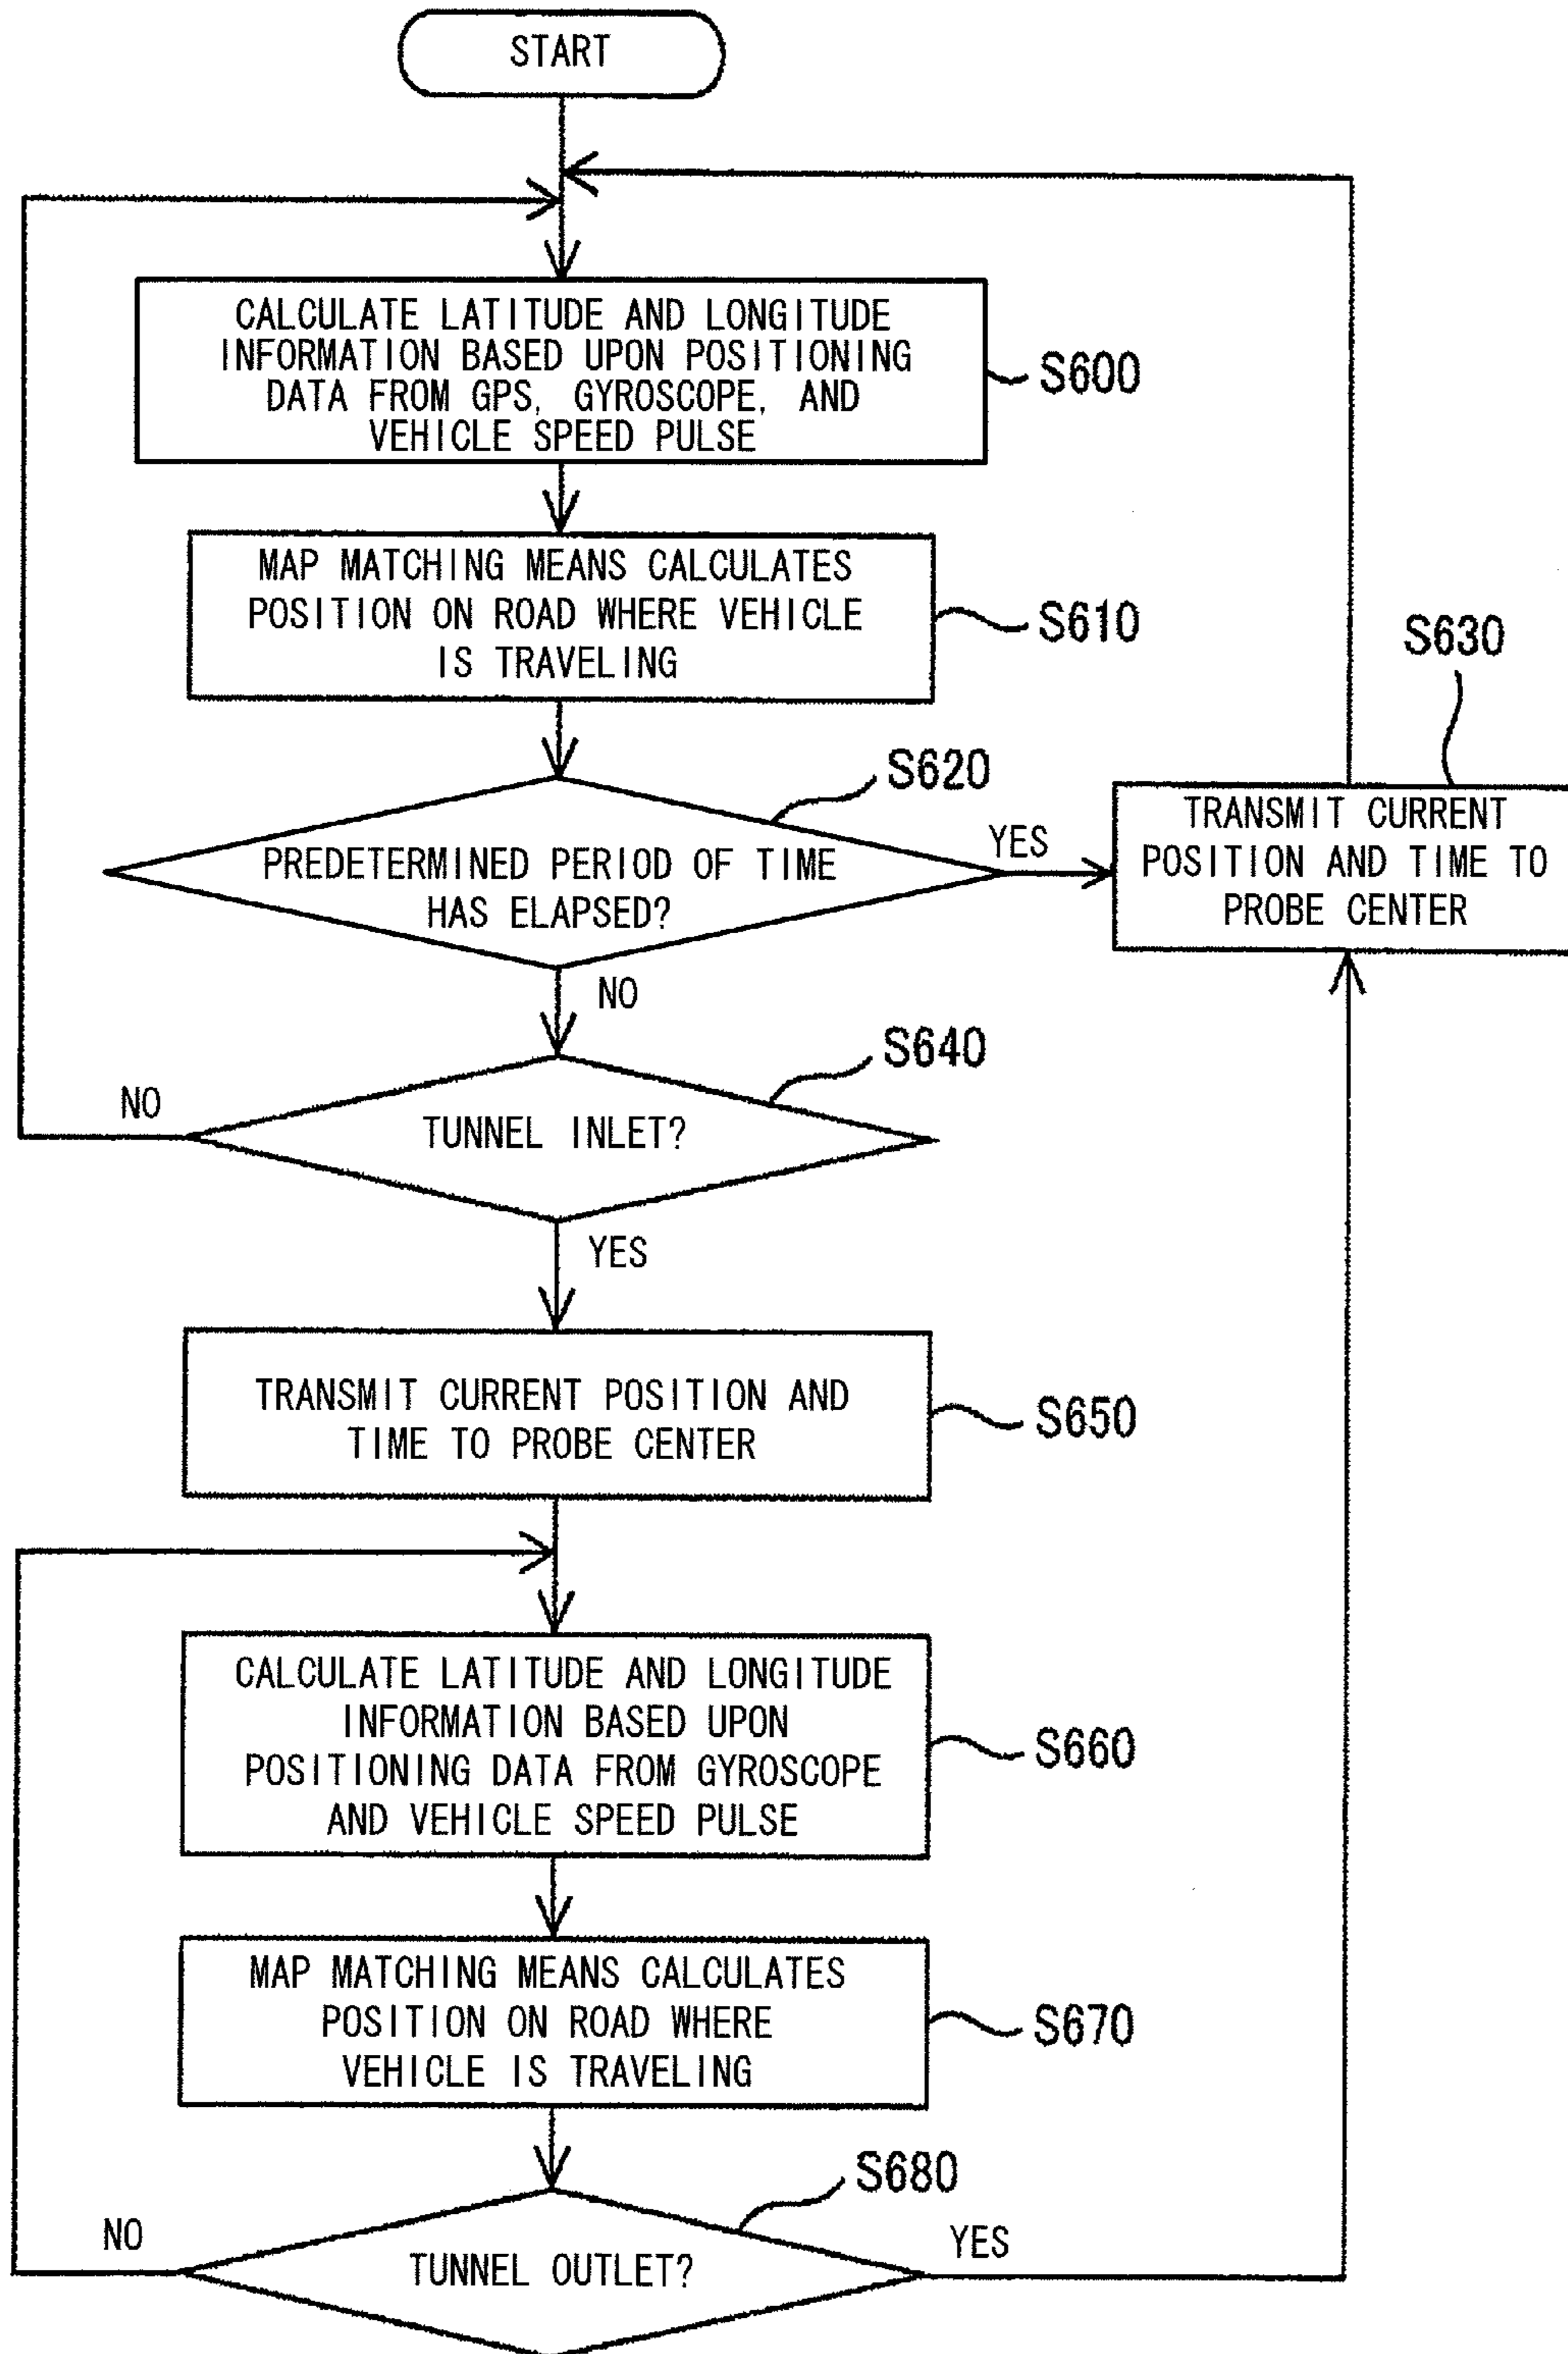 START
CALCULATE LATITUDE AND LONGITUDE
INFORMATION BASED UPON POSITIONING
DATA FROM GPS, GYROSCOPE, AND
VEHICLE SPEED PULSE
S600
MAP MATCHING MEANS CALCULATES
POSITION ON ROAD WHERE VEHICLE
IS TRAVELING
S610
S620
PREDETERMINED PERIOD OF TIME
HAS ELAPSED?
YES
NO
S630
TRANSMIT CURRENT
POSITION AND TIME TO
PROBE CENTER
S640
NO
TUNNEL INLET?
YES
TRANSMIT CURRENT POSITION AND
TIME TO PROBE CENTER
S650
CALCULATE LATITUDE AND LONGITUDE
INFORMATION BASED UPON
POSITIONING DATA FROM GYROSCOPE
AND VEHICLE SPEED PULSE
S660
MAP MATCHING MEANS CALCULATES
POSITION ON ROAD WHERE
VEHICLE IS TRAVELING
S670
S680
NO
TUNNEL OUTLET?
YES